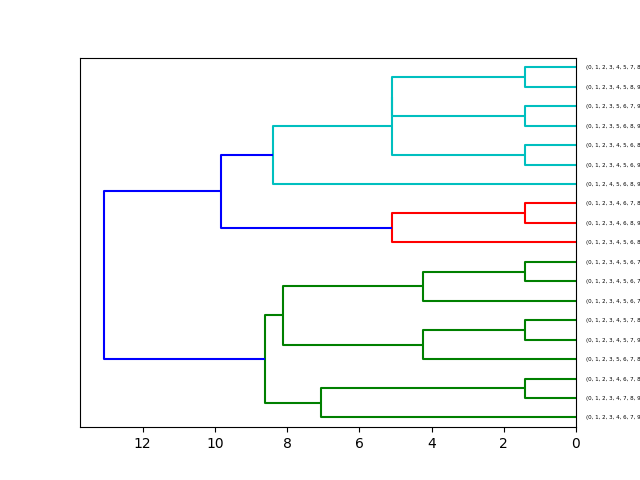 (0, 1, 2, 3, 4, 5, 7, 8
(0, 1, 2, 3, 4, 5, 8, 9
(0, 1, 2, 3, 5, 6, 7, 9
(0, 1, 2, 3, 5, 6, 8, 9
(0, 1, 2, 3, 4, 5, 6, 8
(0, 1, 2, 3, 4, 5, 6, 9
(0, 1, 2, 4, 5, 6, 8, 9
(0, 1, 2, 3, 4, 6, 7, 8
(0, 1, 2, 3, 4, 6, 8, 9
(0, 1, 2, 3, 4, 5, 6, 8
(0, 1, 2, 3, 4, 5, 6, 7
(0, 1, 2, 3, 4, 5, 6, 7
(0, 1, 2, 3, 4, 5, 6, 7
(0, 1, 2, 3, 4, 5, 7, 8
(0, 1, 2, 3, 4, 5, 7, 9
(0, 1, 2, 3, 5, 6, 7, 8
(0, 1, 2, 3, 4, 6, 7, 8
(0, 1, 2, 3, 4, 7, 8, 9
(0, 1, 2, 3, 4, 6, 7, 9
12 10 8 6 4 2 0